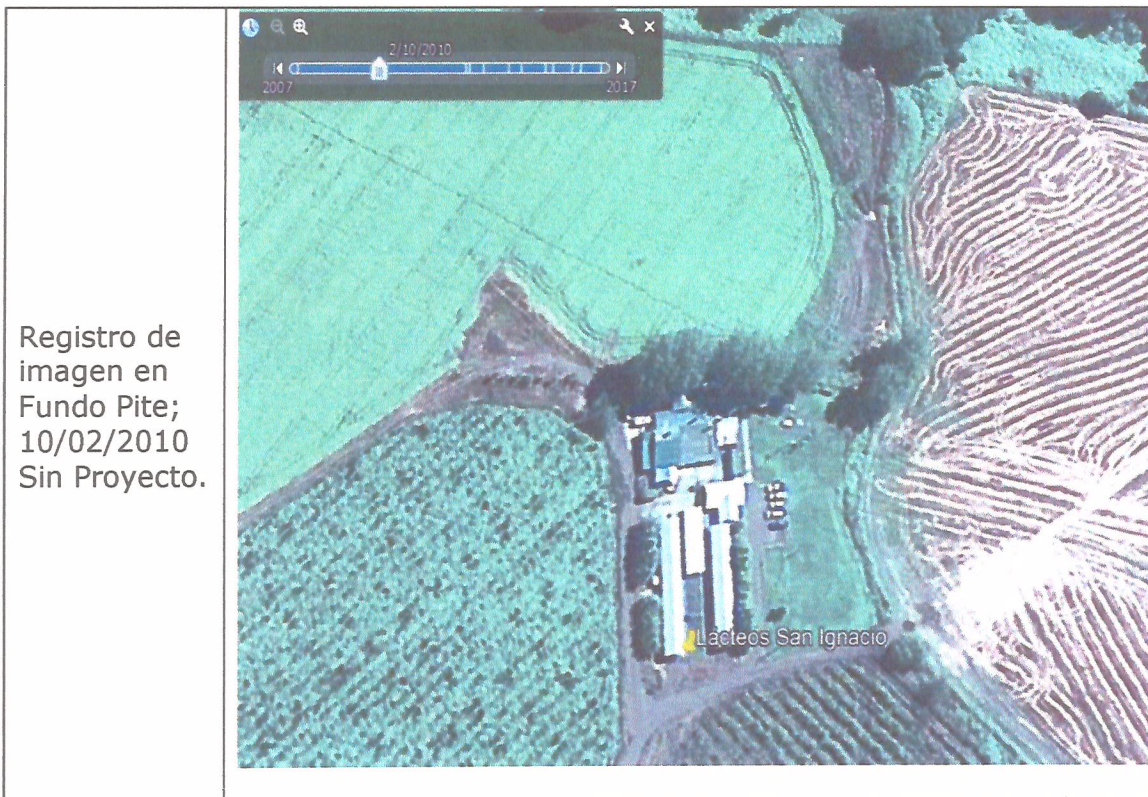 Registro de
imagen en
Fundo Pite;
10/02/2010
Sin Proyecto.
2/10/2010
2007
2017
Lacteos San Ignacio